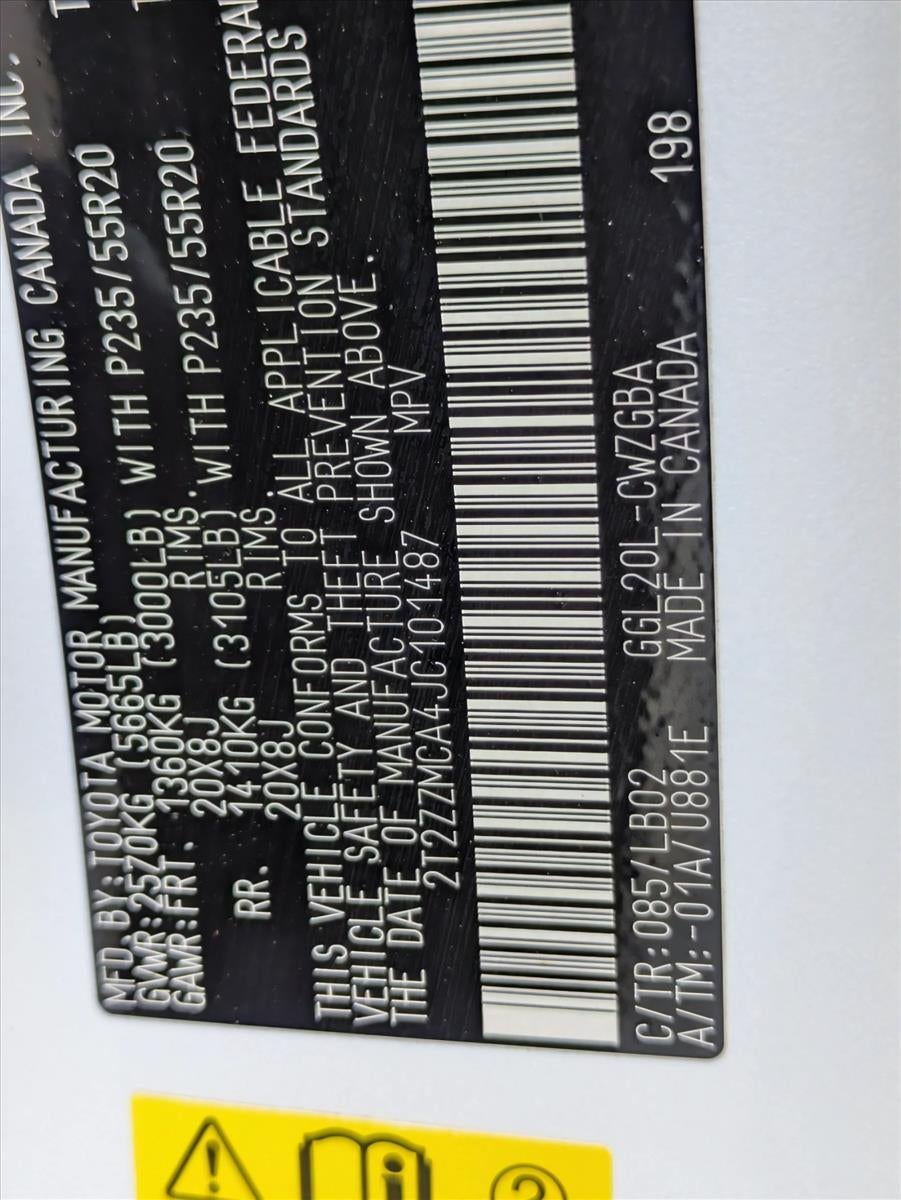 MFD BY:TOYOTA MOTOR MANUFACTURING CANADA INC.
GVWR:2570KG (5665LB)
GAWR:FRT. 1360KG (3000LB) WITH P235/55R20
20X8J RIMS.
RR. 1410KG (3105LB) WITH P235/55R20
20X8J RIMS.
THIS VEHICLE CONFORMS TO ALL APPLICABLE
VEHICLE SAFETY AND THEFT PREVENTION STANDARDS
THE DATE OF MANUFACTURE SHOWN ABOVE.
2T2ZZMCA4JC101487 MPV
C/TR:085/LB02 GGL20L-CWZGBA
A/TM:-01A/U881E MADE IN CANADA 198